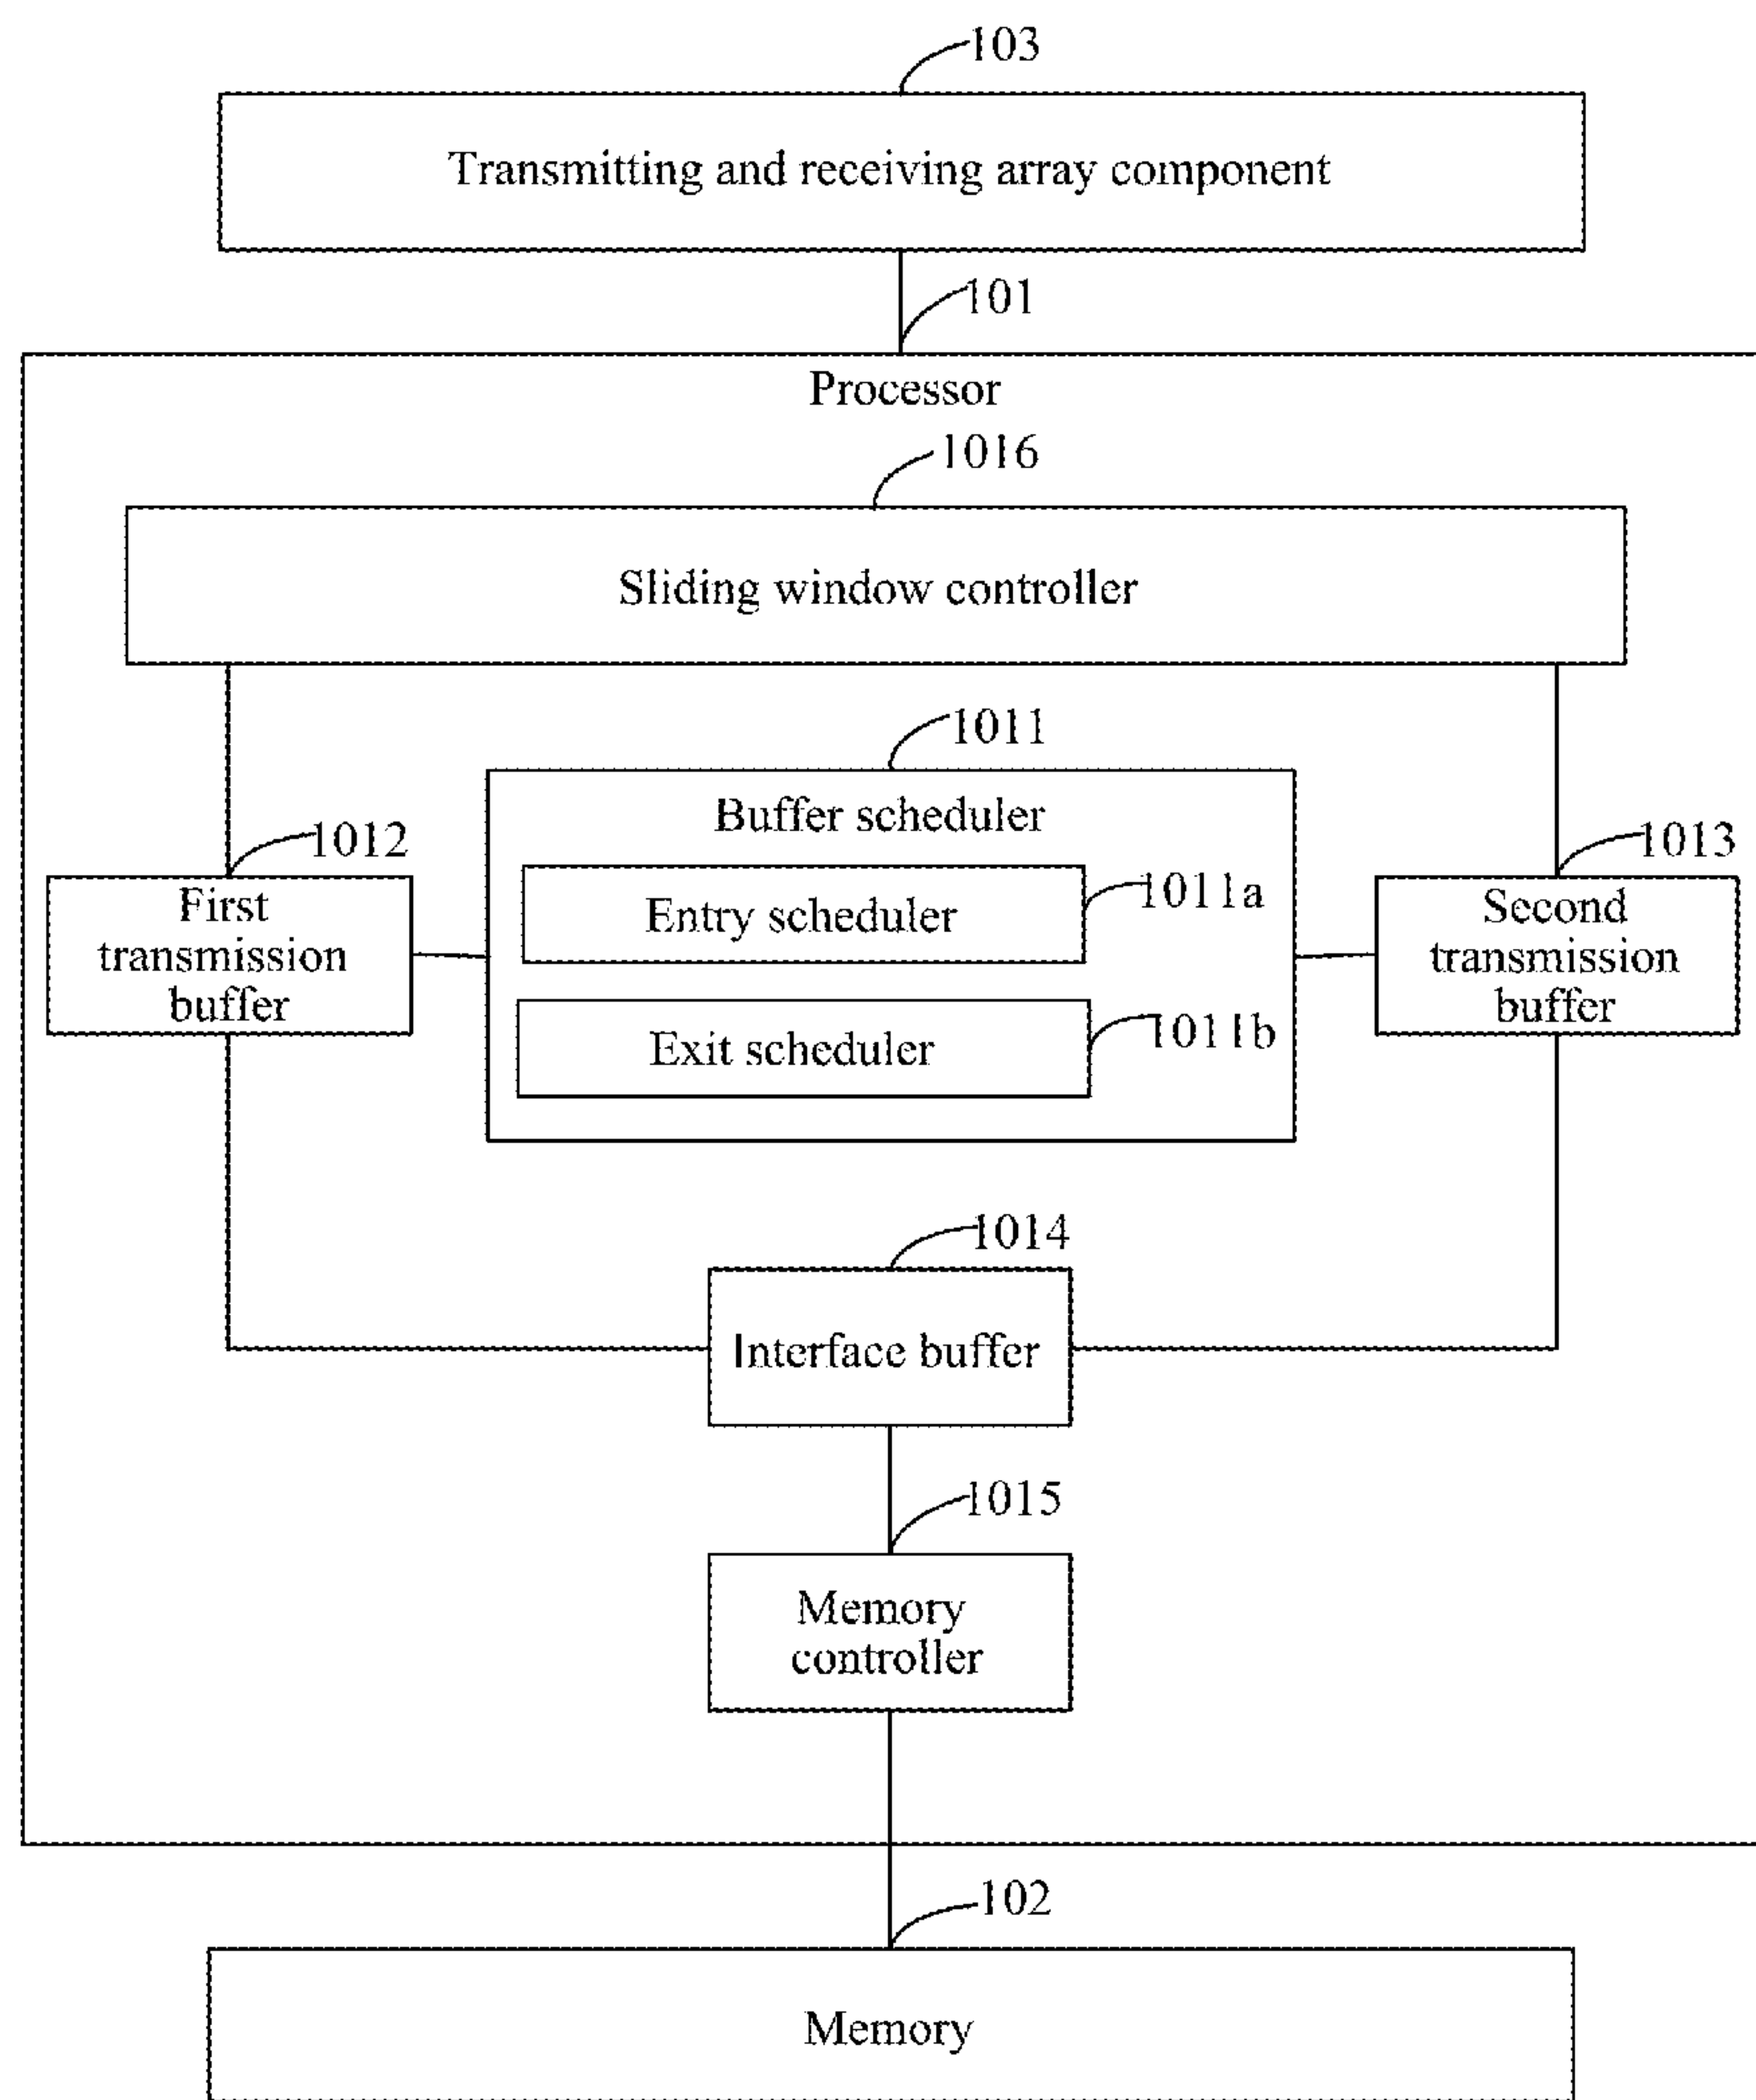 103
Transmitting and receiving array component
101
Processor
1016
Sliding window controller
1011
Buffer scheduler
1012
First
transmission
buffer
Entry scheduler
1011a
Exit scheduler
1011b
1013
Second
transmission
buffer
1014
Interface buffer
1015
Memory
controller
102
Memory